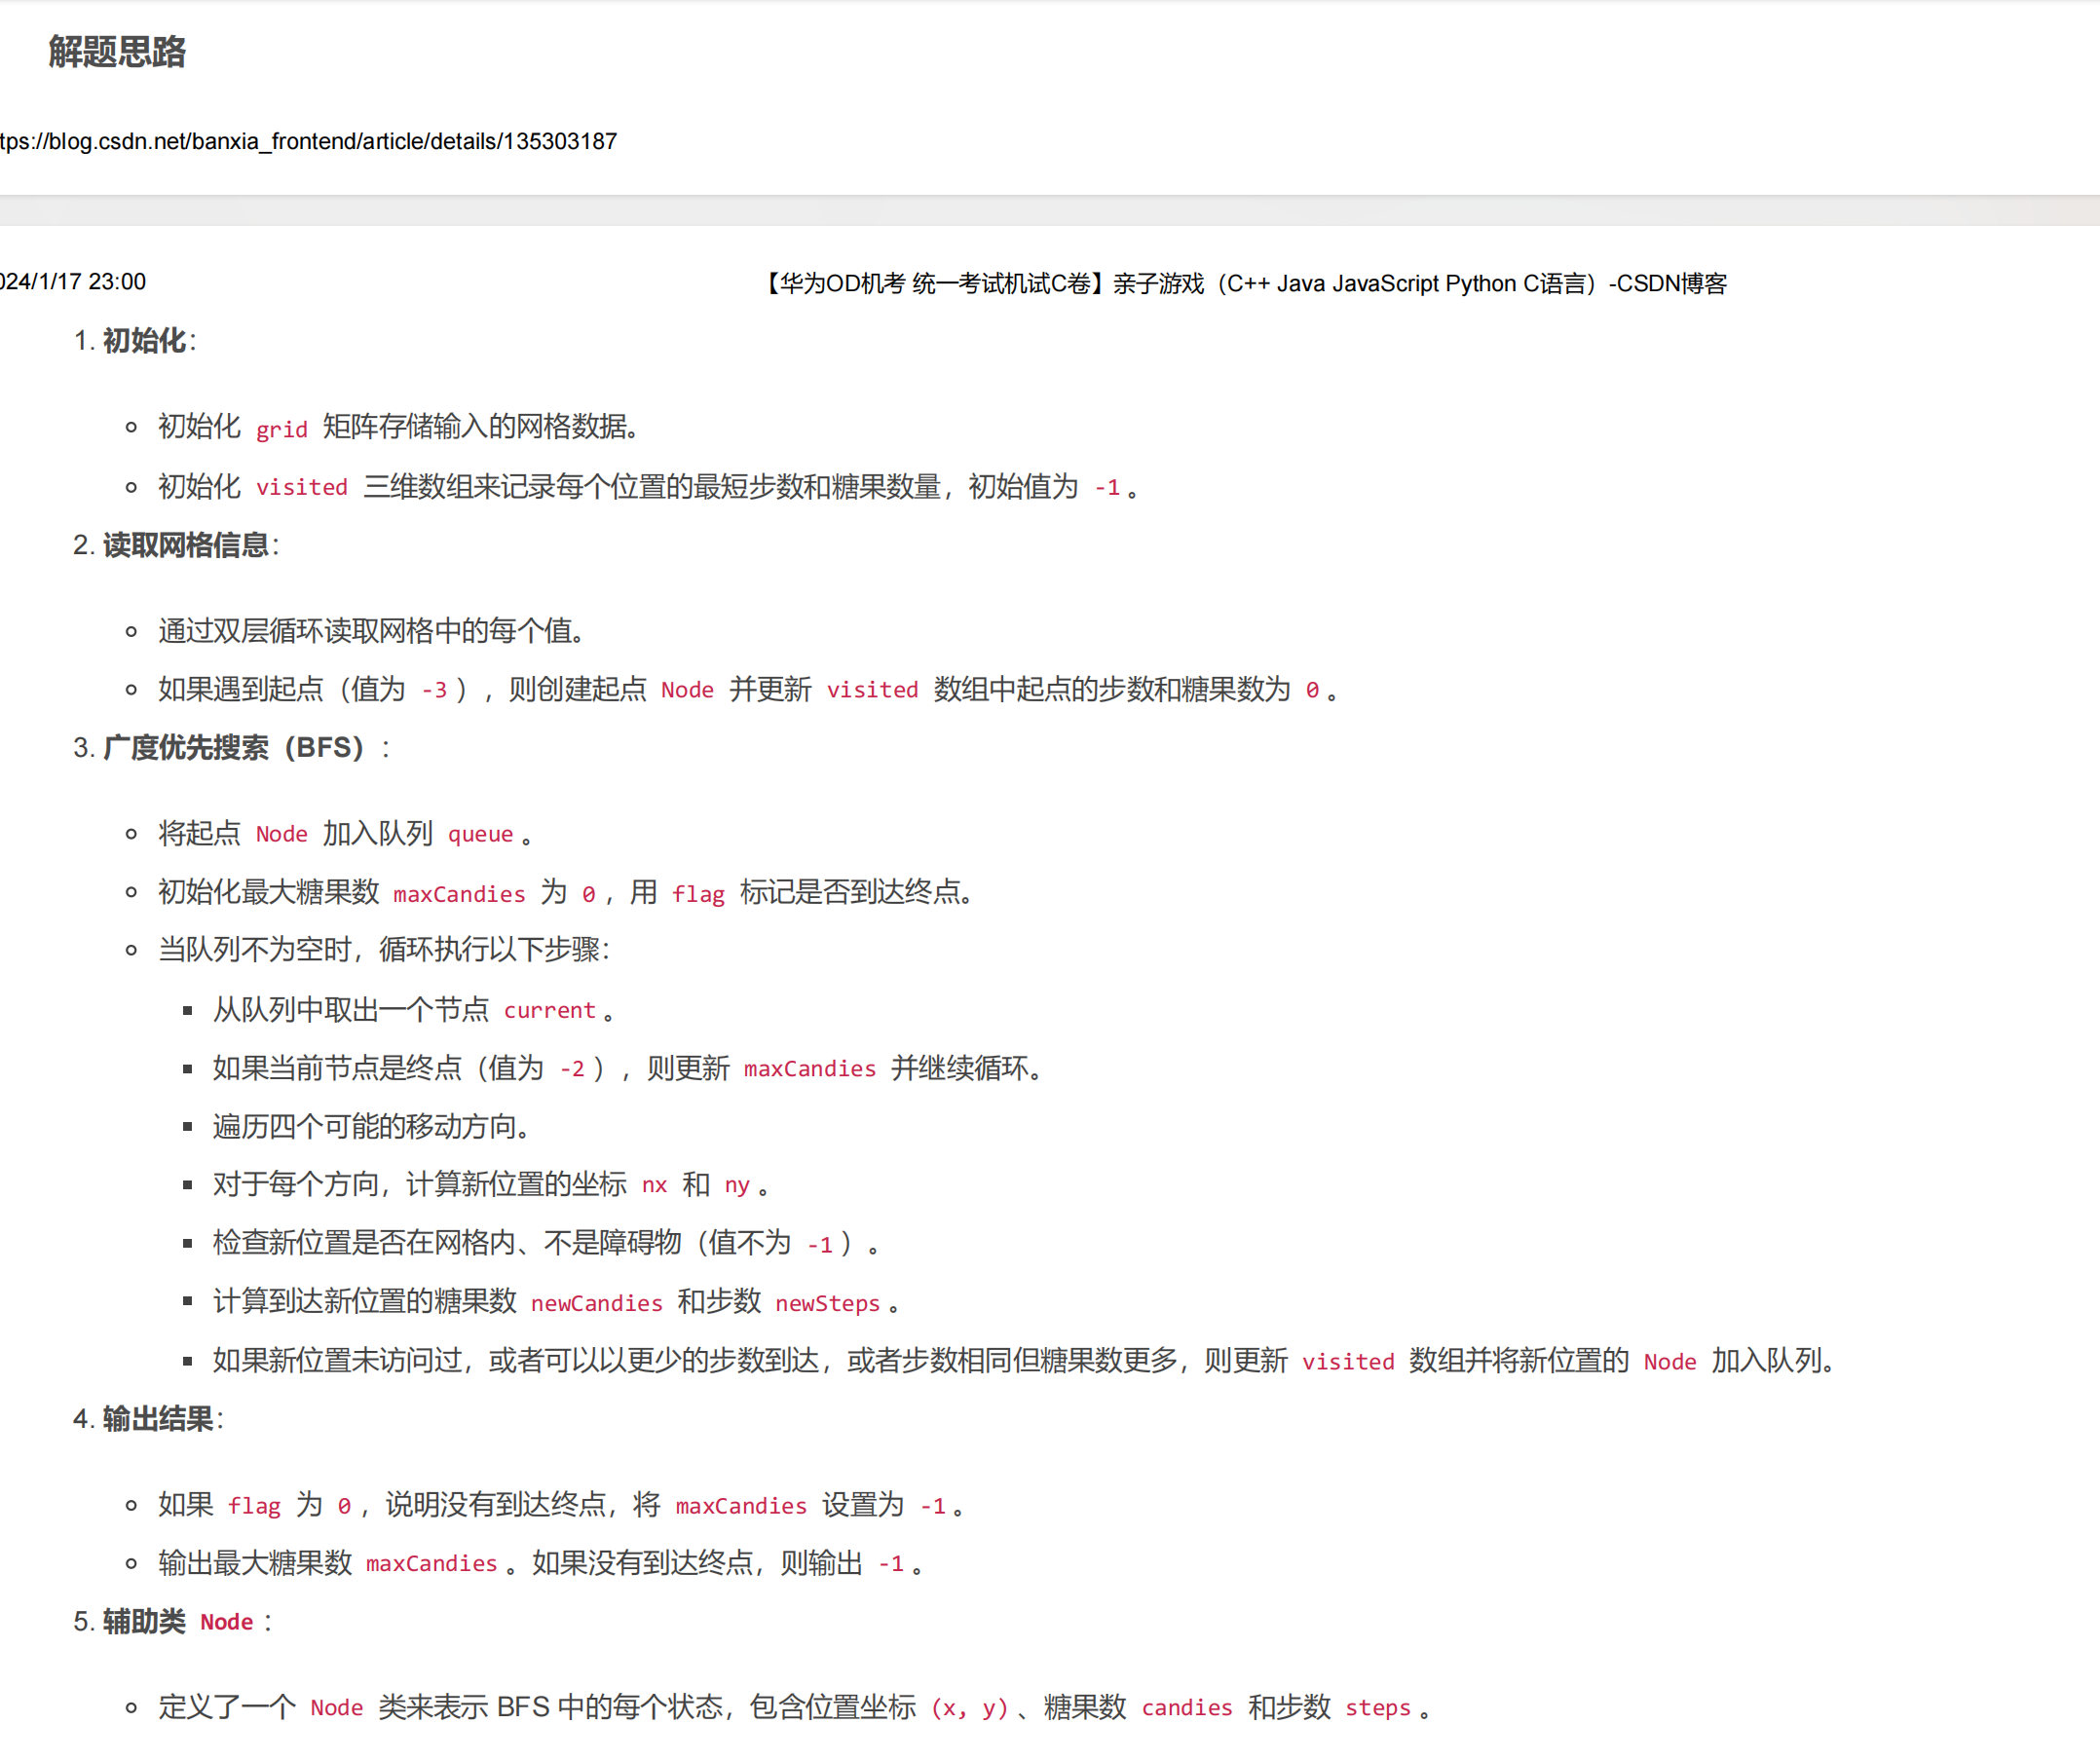 解题思路
tps://blog.csdn.net/banxia_frontend/article/details/135303187
024/1/17 23:00
【华为OD机考 统一考试机试C卷】亲子游戏（C++ Java JavaScript Python C语言）-CSDN博客
1. 初始化：
初始化 grid 矩阵存储输入的网格数据。
初始化 visited 三维数组来记录每个位置的最短步数和糖果数量，初始值为 -1。
2. 读取网格信息：
通过双层循环读取网格中的每个值。
如果遇到起点（值为 -3），则创建起点 Node 并更新 visited 数组中起点的步数和糖果数为 0。
3. 广度优先搜索（BFS）：
将起点 Node 加入队列 queue。
初始化最大糖果数 maxCandies 为 0，用 flag 标记是否到达终点。
当队列不为空时，循环执行以下步骤：
从队列中取出一个节点 current。
如果当前节点是终点（值为 -2），则更新 maxCandies 并继续循环。
遍历四个可能的移动方向。
对于每个方向，计算新位置的坐标 nx 和 ny。
检查新位置是否在网格内、不是障碍物（值不为 -1）。
计算到达新位置的糖果数 newCandies 和步数 newSteps。
如果新位置未访问过，或者可以以更少的步数到达，或者步数相同但糖果数更多，则更新 visited 数组并将新位置的 Node 加入队列。
4. 输出结果：
如果 flag 为 0，说明没有到达终点，将 maxCandies 设置为 -1。
输出最大糖果数 maxCandies。如果没有到达终点，则输出 -1。
5. 辅助类 Node：
定义了一个 Node 类来表示 BFS 中的每个状态，包含位置坐标 (x, y)、糖果数 candies 和步数 steps。